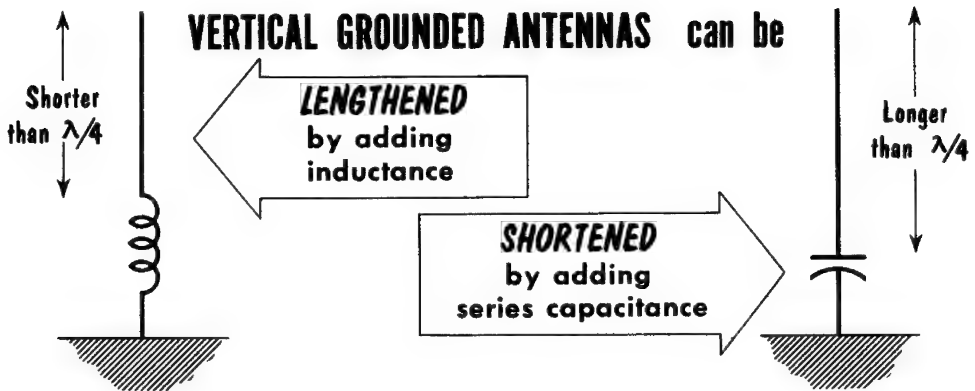 VERTICAL GROUNDED ANTENNAS can be
Shorter
than λ/4
LENGTHENED
by adding
inductance
Longer
than λ/4
SHORTENED
by adding
series capacitance